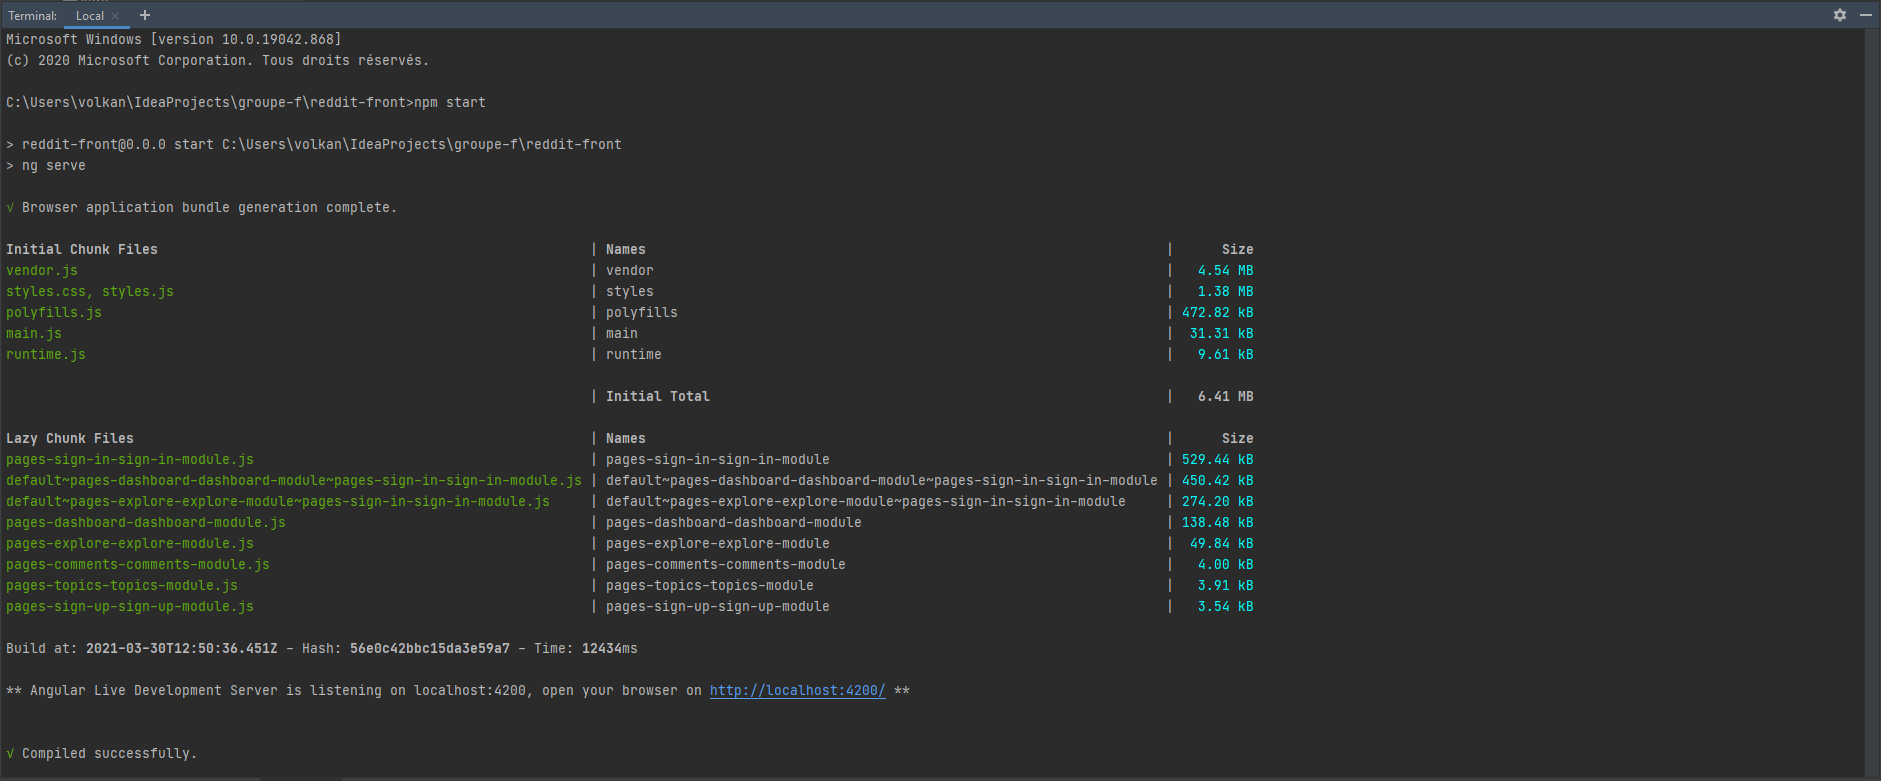 Terminal: Local × +
Microsoft Windows [version 10.0.19042.868]
(c) 2020 Microsoft Corporation. Tous droits réservés.
C:\Users\volkan\IdeaProjects\groupe-f\reddit-front>npm start
> reddit-front@0.0.0 start C:\Users\volkan\IdeaProjects\groupe-f\reddit-front
> ng serve
√ Browser application bundle generation complete.
Initial Chunk Files | Names | Size
vendor.js | vendor | 4.54 MB
styles.css, styles.js | styles | 1.38 MB
polyfills.js | polyfills | 472.82 kB
main.js | main | 31.31 kB
runtime.js | runtime | 9.61 kB
| Initial Total | 6.41 MB
Lazy Chunk Files | Names | Size
pages-sign-in-sign-in-module.js | pages-sign-in-sign-in-module | 529.44 kB
default~pages-dashboard-dashboard-module~pages-sign-in-sign-in-module.js | default~pages-dashboard-dashboard-module~pages-sign-in-sign-in-module | 450.42 kB
default~pages-explore-explore-module~pages-sign-in-sign-in-module.js | default~pages-explore-explore-module~pages-sign-in-sign-in-module | 274.20 kB
pages-dashboard-dashboard-module.js | pages-dashboard-dashboard-module | 138.48 kB
pages-explore-explore-module.js | pages-explore-explore-module | 49.84 kB
pages-comments-comments-module.js | pages-comments-comments-module | 4.00 kB
pages-topics-topics-module.js | pages-topics-topics-module | 3.91 kB
pages-sign-up-sign-up-module.js | pages-sign-up-sign-up-module | 3.54 kB
Build at: 2021-03-30T12:50:36.451Z - Hash: 56e0c42bbc15da3e59a7 - Time: 12434ms
** Angular Live Development Server is listening on localhost:4200, open your browser on http://localhost:4200/ **
√ Compiled successfully.